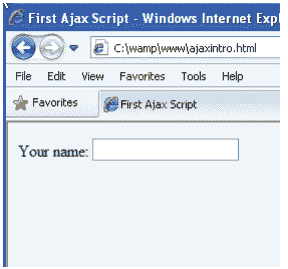 First Ajax Script - Windows Internet Expl
C:\wamp\www\ajaxintro.html
File Edit View Favorites Tools Help
Favorites First Ajax Script
Your name: